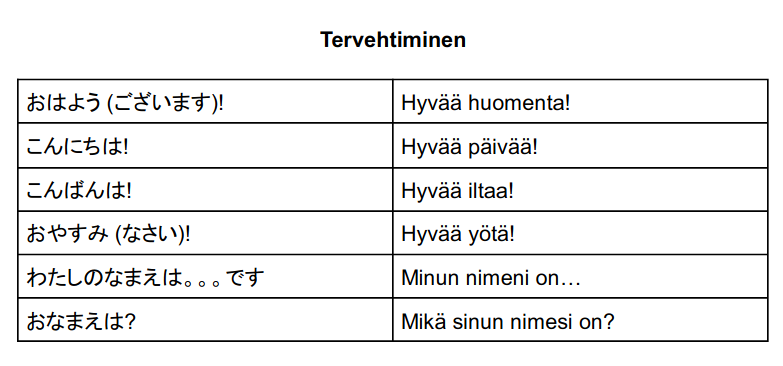 Tervehtiminen
おはよう (ございます)! Hyvää huomenta!
こんにちは! Hyvää päivää!
こんばんは! Hyvää iltaa!
おやすみ (なさい)! Hyvää yötä!
わたしのなまえは。。。です Minun nimeni on…
おなまえは? Mikä sinun nimesi on?